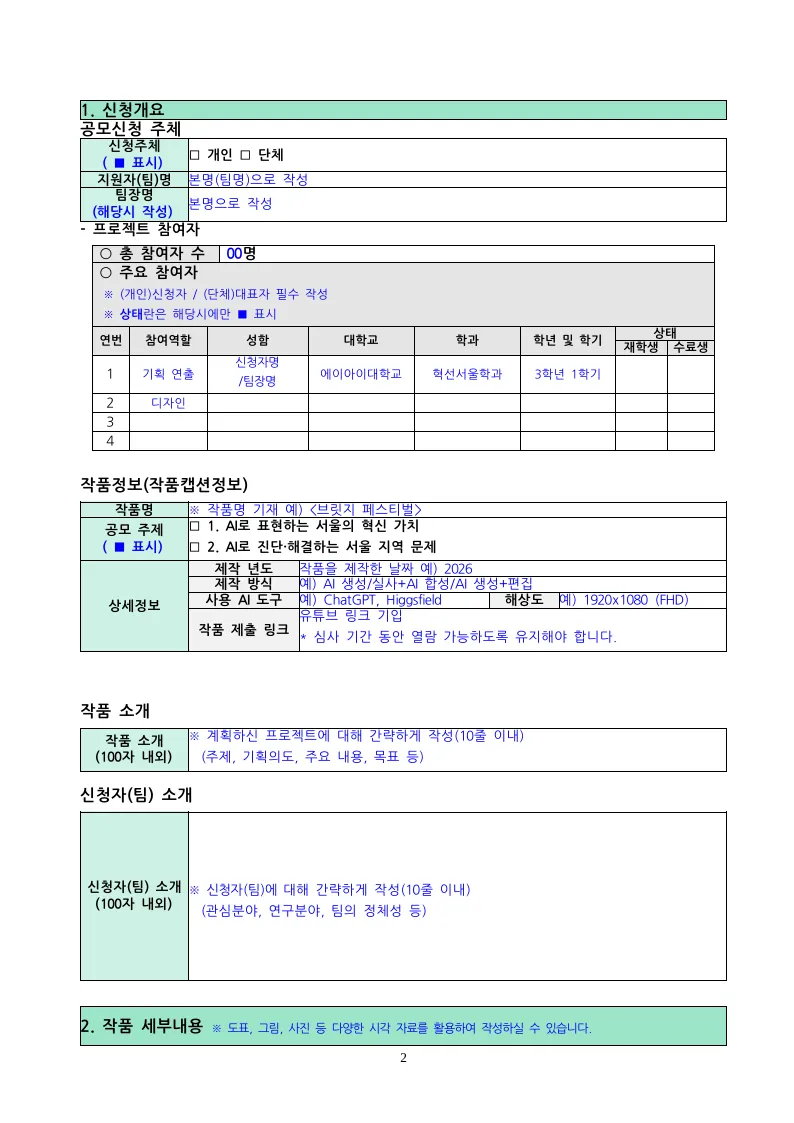 1. 신청개요
공모신청 주체
신청주체
( ■ 표시)
□ 개인 □ 단체
지원자(팀)명
본명(팀명)으로 작성
팀장명
(해당시 작성)
본명으로 작성
- 프로젝트 참여자
○ 총 참여자 수
00명
○ 주요 참여자
※ (개인)신청자 / (단체)대표자 필수 작성
※ 상태란은 해당시에만 ■ 표시
연번 참여역할 성함 대학교 학과 학년 및 학기 상태
재학생 수료생
1 기획 연출 신청자명
/팀장명
에이아이대학교 혁선서울학과 3학년 1학기
2 디자인
3
4
작품정보(작품캡션정보)
작품명
※ 작품명 기재 예) <브릿지 페스티벌>
공모 주제
( ■ 표시)
□ 1. AI로 표현하는 서울의 혁신 가치
□ 2. AI로 진단·해결하는 서울 지역 문제
상세정보
제작 년도 작품을 제작한 날짜 예) 2026
제작 방식 예) AI 생성/실사+AI 합성/AI 생성+편집
사용 AI 도구 예) ChatGPT, Higgsfield 해상도 예) 1920x1080 (FHD)
작품 제출 링크
유튜브 링크 기입
* 심사 기간 동안 열람 가능하도록 유지해야 합니다.
작품 소개
작품 소개
(100자 내외)
※ 계획하신 프로젝트에 대해 간략하게 작성(10줄 이내)
(주제, 기획의도, 주요 내용, 목표 등)
신청자(팀) 소개
신청자(팀) 소개
(100자 내외)
※ 신청자(팀)에 대해 간략하게 작성(10줄 이내)
(관심분야, 연구분야, 팀의 정체성 등)
2. 작품 세부내용 ※ 도표, 그림, 사진 등 다양한 시각 자료를 활용하여 작성하실 수 있습니다.
2